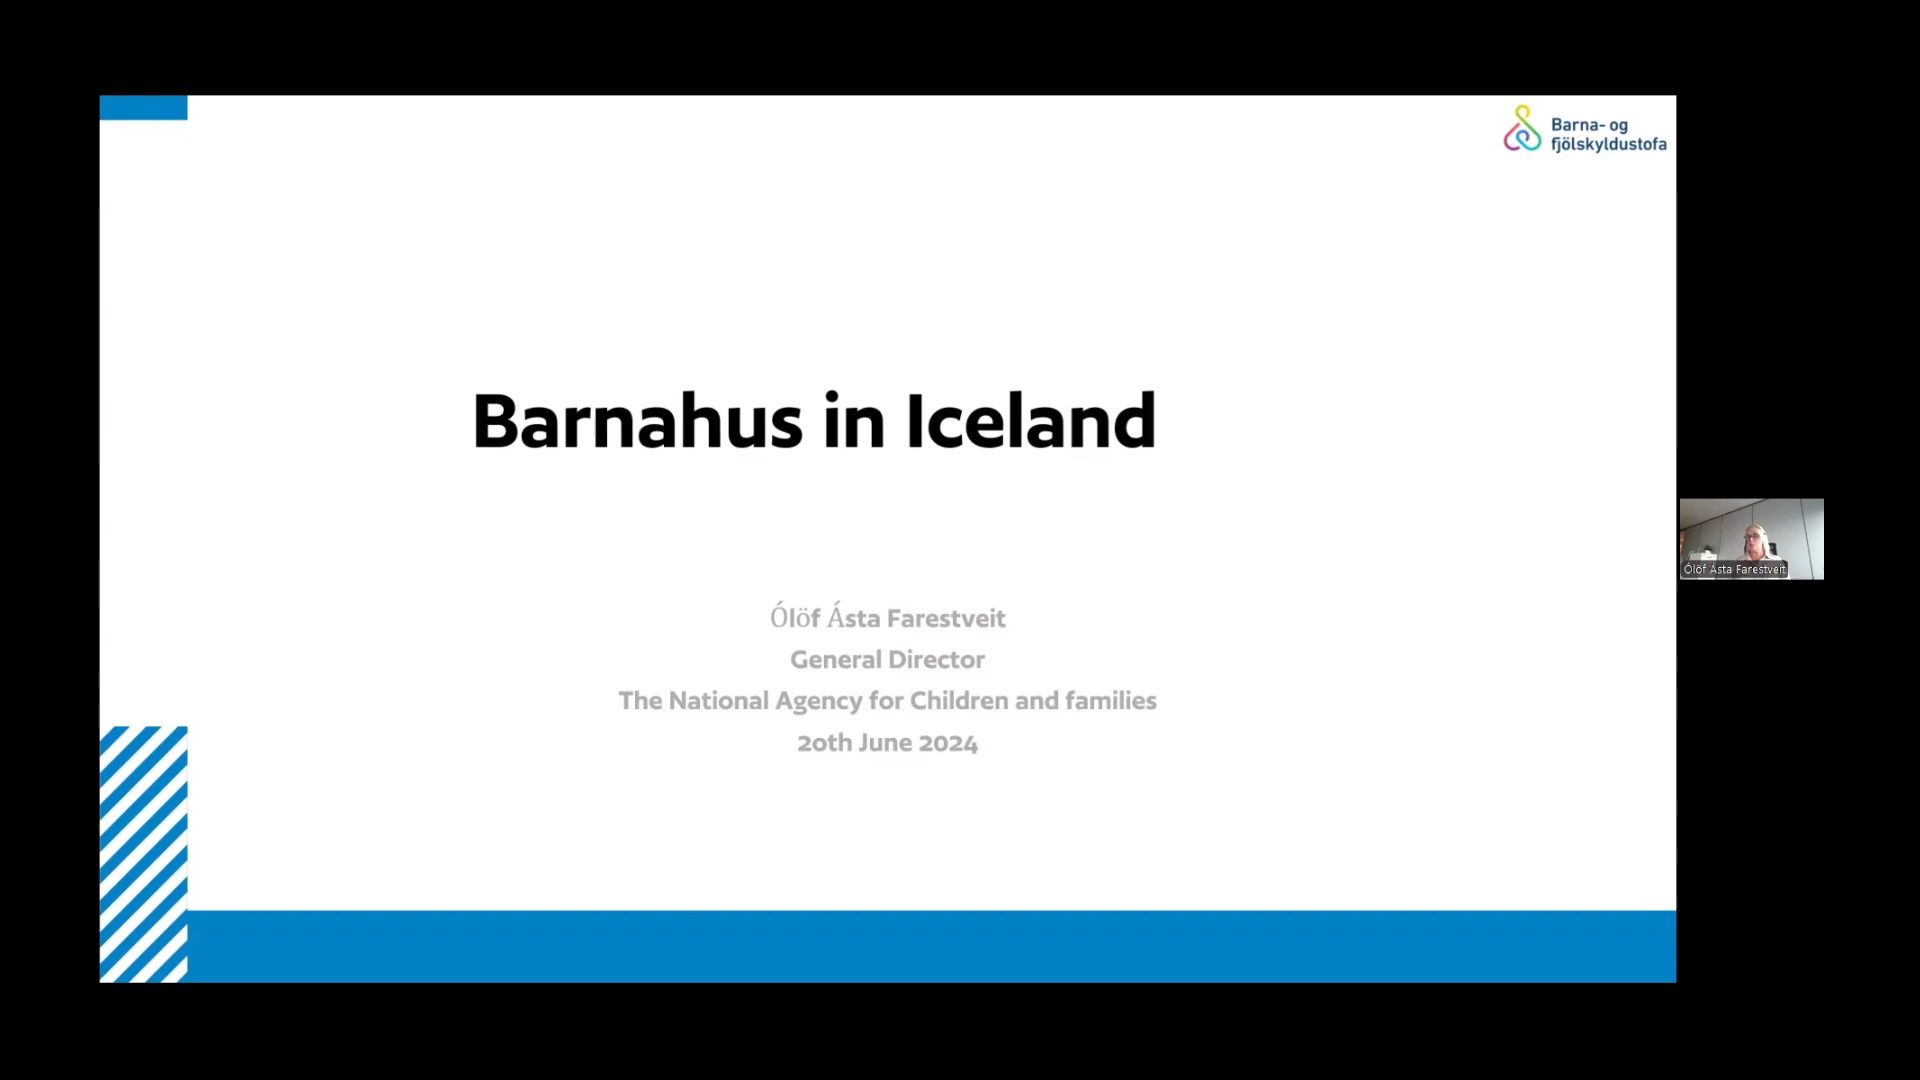 Barna- og
fjölskyldustofa
Barnahus in Iceland
Ólöf Ásta Farestveit
General Director
The National Agency for Children and families
20th June 2024
Ólöf Ásta Farestveit